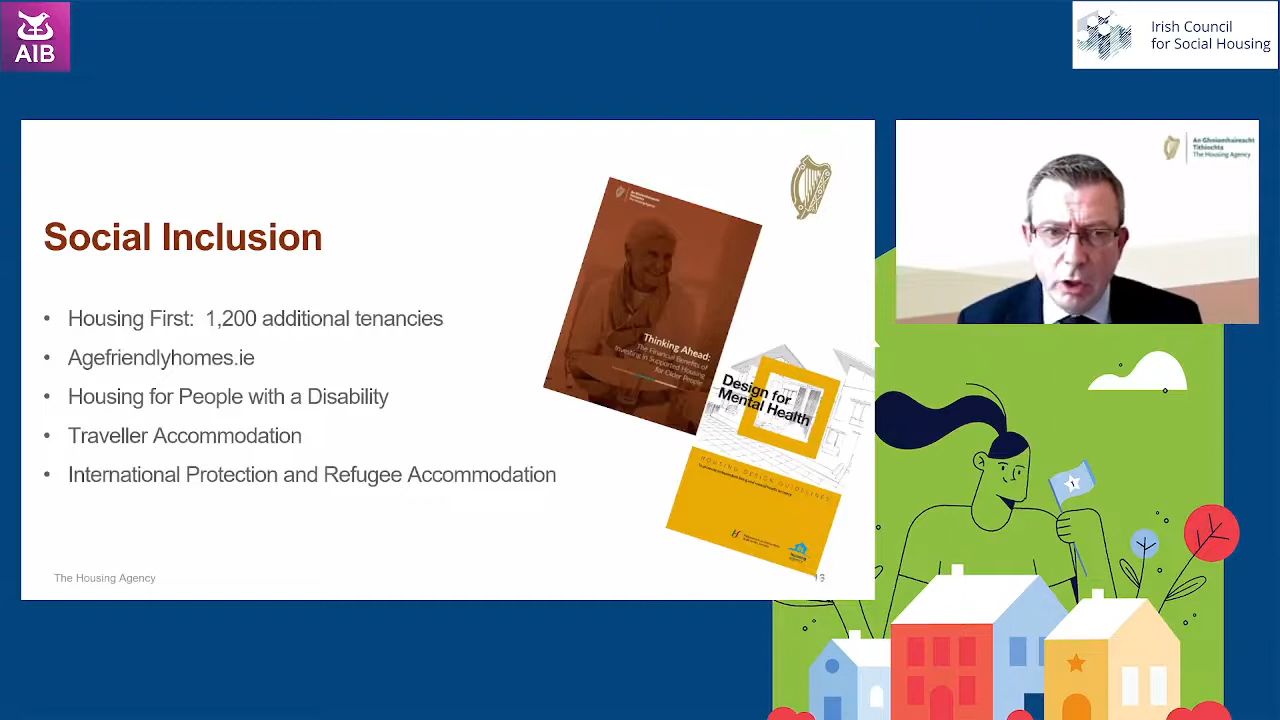 AIB
Irish Council
for Social Housing
An Ghníomhaireacht
Tithíochta
The Housing Agency
Social Inclusion
• Housing First: 1,200 additional tenancies
• Agefriendlyhomes.ie
• Housing for People with a Disability
• Traveller Accommodation
• International Protection and Refugee Accommodation
Thinking Ahead:
The Financial Benefits of
Investing in Supported Housing
for Older People
Design for
Mental Health
HOUSING DESIGN GUIDELINES
The Housing Agency
1